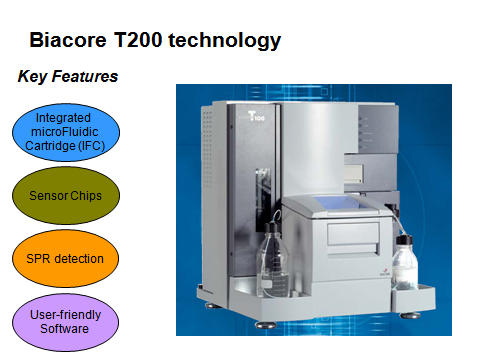 Biacore T200 technology
Key Features
Integrated
microFluidic
Cartridge (IFC)
T100
Sensor Chips
SPR detection
User-friendly
Software